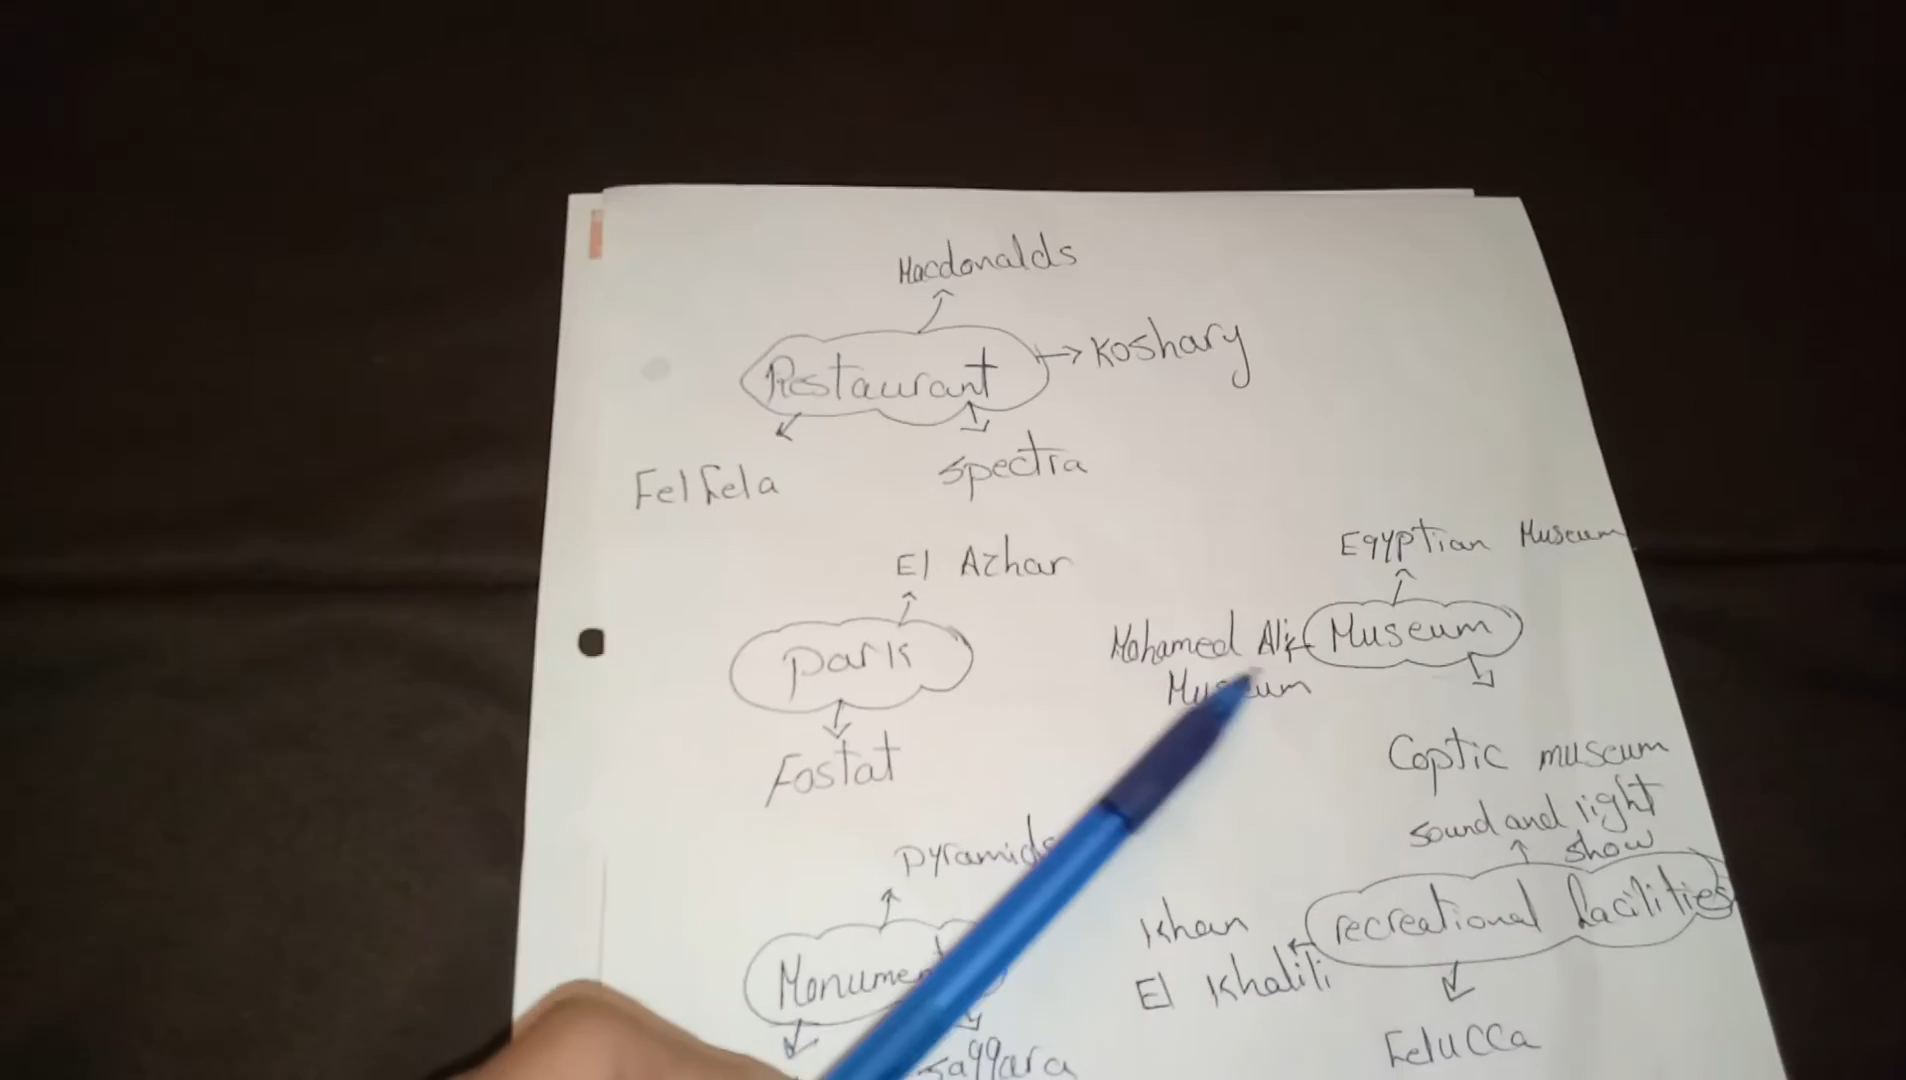 Macdonalds
Restaurant
Koshary
Felfela
Spectra
El Azhar
Park
Fostat
Egyptian Museum
Museum
Mohamed Ali
Museum
Coptic museum
Sound and light
show
recreational facilities
Khan
El Khalili
Felucca
Pyramids
Saqqara